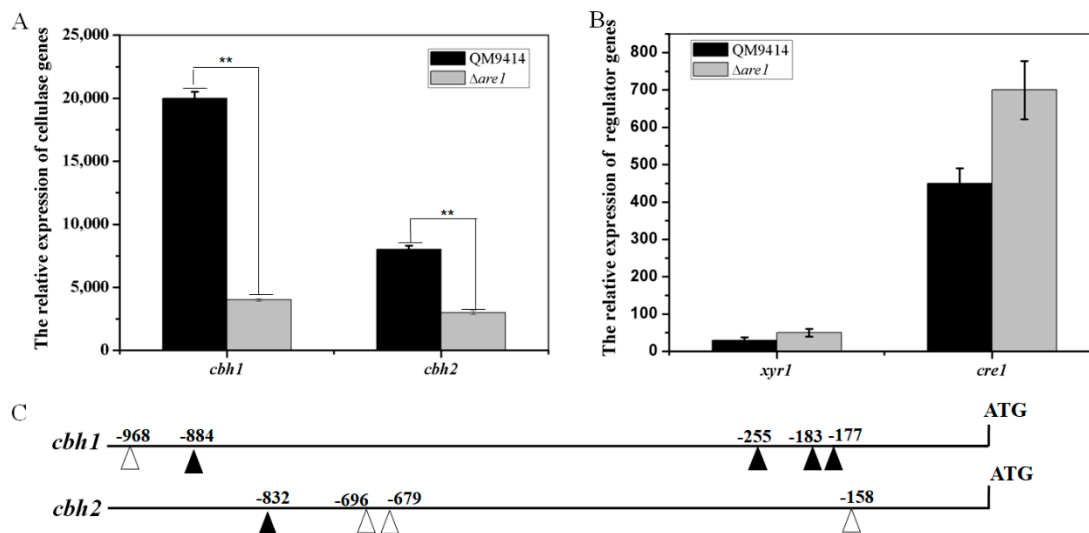 A
The relative expression of cellulase genes
25,000
20,000
15,000
10,000
5,000
0
QM9414
Δare1
**
**
cbh1
cbh2
B
The relative expression of regulator genes
800
700
600
500
450
400
300
200
100
0
QM9414
Δare1
xyr1
cre1
C
cbh1
-968
-884
-255
-183
-177
ATG
cbh2
-832
-696
-679
-158
ATG